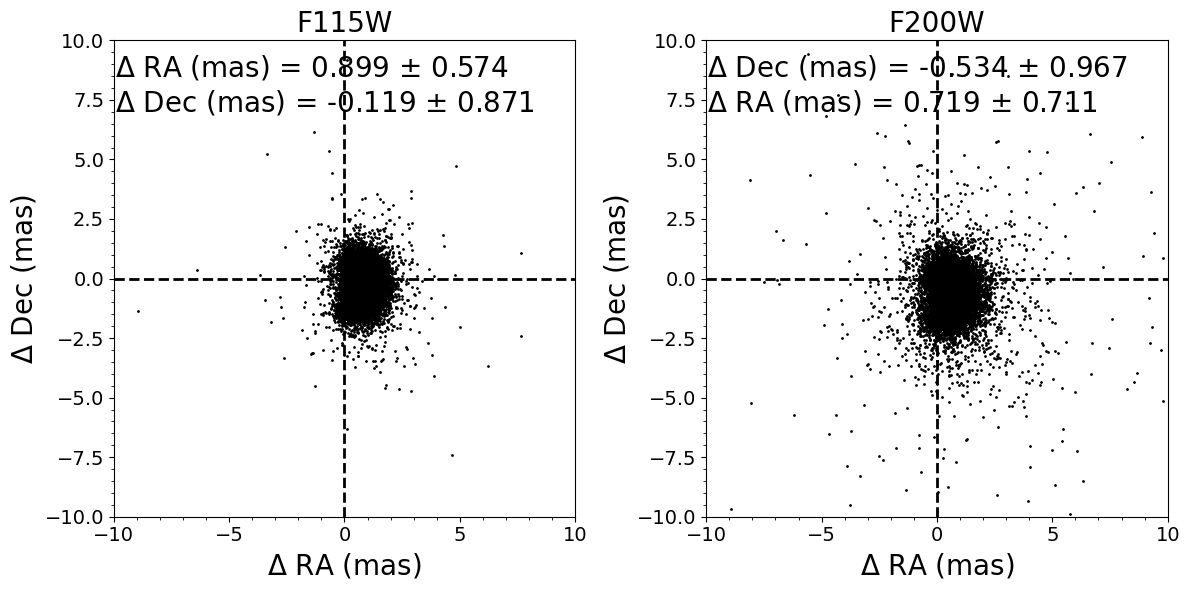 F115W
Δ RA (mas) = 0.899 ± 0.574
Δ Dec (mas) = -0.119 ± 0.871
10.0
7.5
5.0
2.5
0.0
−2.5
−5.0
−7.5
−10.0
Δ Dec (mas)
−10
−5
0
5
10
Δ RA (mas)
F200W
Δ Dec (mas) = -0.534 ± 0.967
Δ RA (mas) = 0.719 ± 0.711
10.0
7.5
5.0
2.5
0.0
−2.5
−5.0
−7.5
−10.0
Δ Dec (mas)
−10
−5
0
5
10
Δ RA (mas)